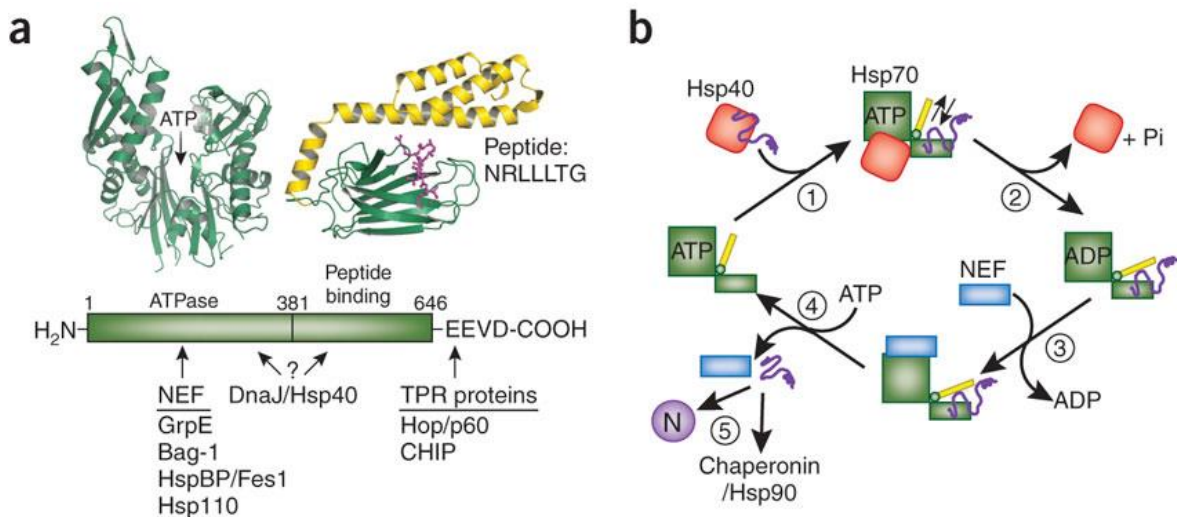 a
ATP
Peptide:
NRLLLTG
Peptide
1 ATPase 381 binding 646
H₂N EEVD-COOH
?
NEF DnaJ/Hsp40 TPR proteins
GrpE Hop/p60
Bag-1 CHIP
HspBP/Fes1
Hsp110
b
Hsp40 Hsp70
ATP
+ Pi
① ②
ATP ADP
NEF
④ ATP
③
ADP
N ⑤
Chaperonin
/Hsp90